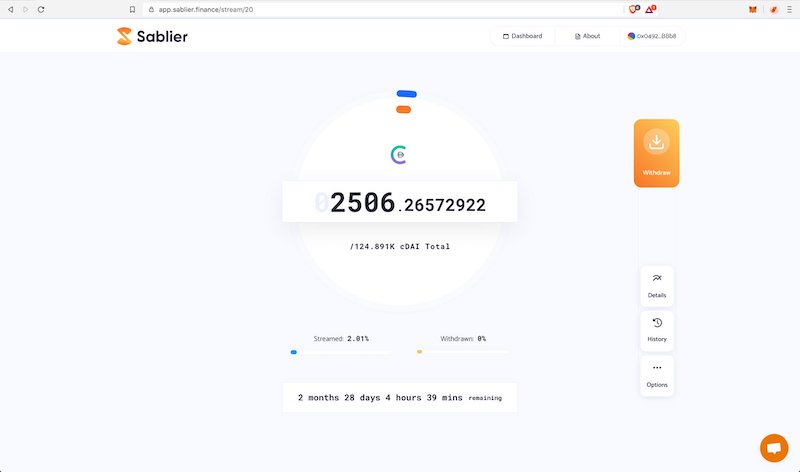 app.sablier.finance/stream/20
Sablier
Dashboard
About
0x0492...BBb8
02506.26572922
/124.891K cDAI Total
Withdraw
Details
History
Options
Streamed: 2.01%
Withdrawn: 0%
2 months 28 days 4 hours 39 mins remaining